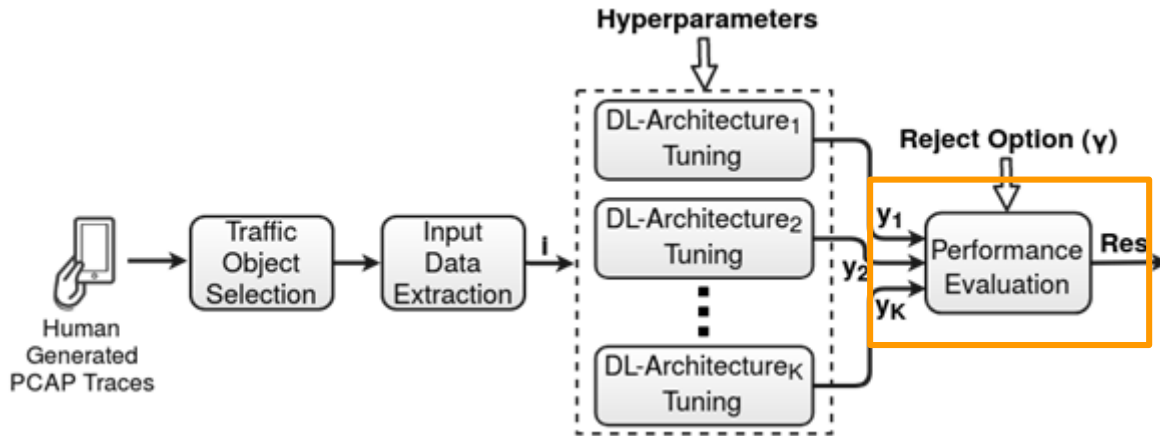 Hyperparameters
DL-Architecture₁
Tuning
Reject Option (γ)
Traffic
Object
Selection
Input
Data
Extraction
i
DL-Architecture₂
Tuning
y₁
y₂
yK
Performance
Evaluation
Res
Human
Generated
PCAP Traces
DL-ArchitectureK
Tuning